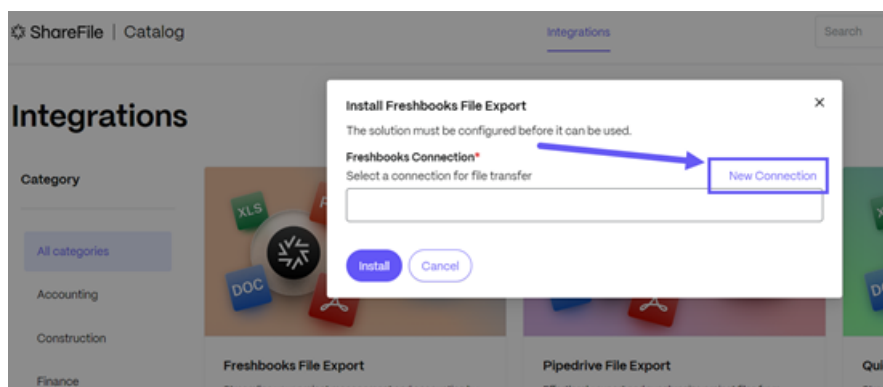 ShareFile | Catalog
Integrations
Search
Integrations
Install Freshbooks File Export
The solution must be configured before it can be used.
Freshbooks Connection*
Select a connection for file transfer
New Connection
Install
Cancel
Category
All categories
Accounting
Construction
Finance
XLS
DOC
Freshbooks File Export
Pipedrive File Export